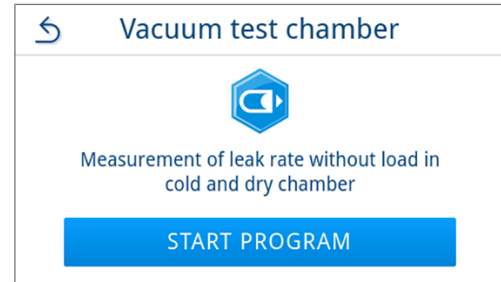 Vacuum test chamber
Measurement of leak rate without load in
cold and dry chamber
START PROGRAM